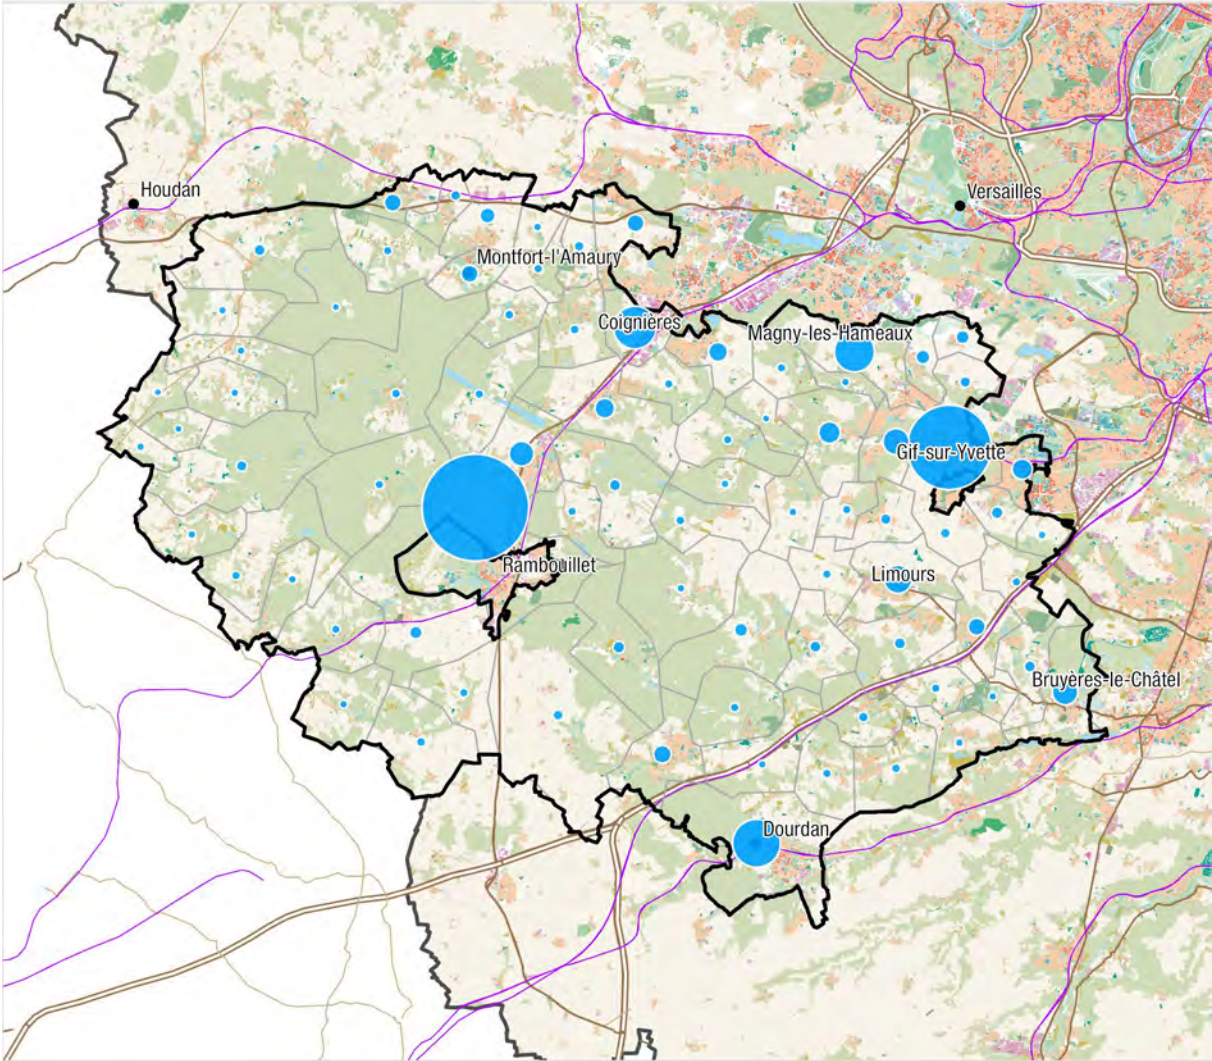 Houdan
Versailles
Montfort-l'Amaury
Coignières
Magny-les-Hameaux
Gif-sur-Yvette
Rambouillet
Limours
Bruyères-le-Châtel
Dourdan